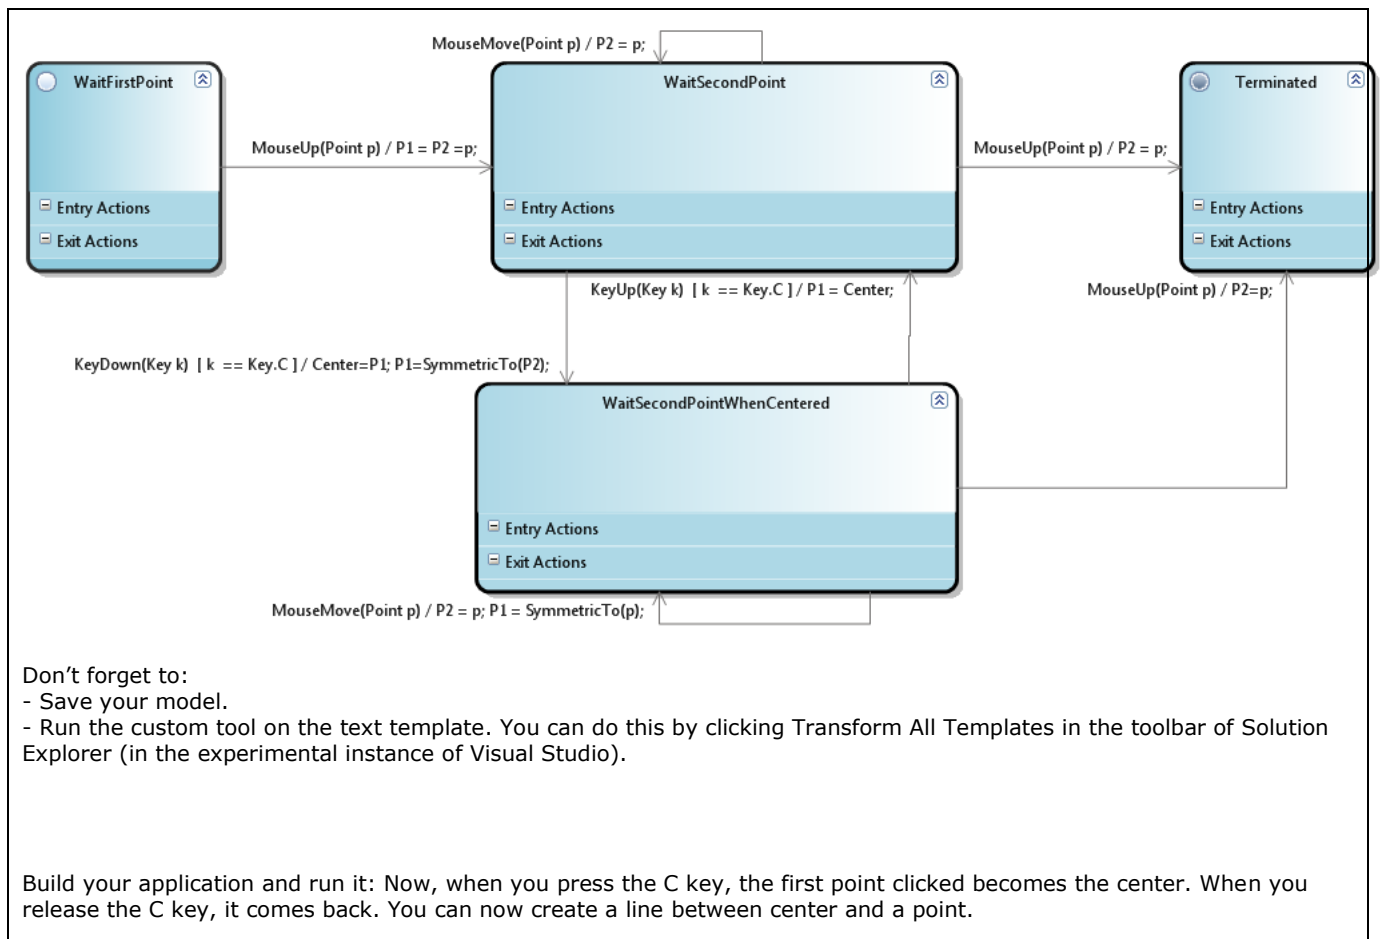 MouseMove(Point p) / P2 = p;
WaitFirstPoint
WaitSecondPoint
Terminated
MouseUp(Point p) / P1 = P2 =p;
MouseUp(Point p) / P2 = p;
Entry Actions
Exit Actions
Entry Actions
Exit Actions
Entry Actions
Exit Actions
KeyUp(Key k) [ k == Key.C ] / P1 = Center;
MouseUp(Point p) / P2=p;
KeyDown(Key k) [ k == Key.C ] / Center=P1; P1=SymmetricTo(P2);
WaitSecondPointWhenCentered
Entry Actions
Exit Actions
MouseMove(Point p) / P2 = p; P1 = SymmetricTo(p);
Don’t forget to:
- Save your model.
- Run the custom tool on the text template. You can do this by clicking Transform All Templates in the toolbar of Solution
Explorer (in the experimental instance of Visual Studio).
Build your application and run it: Now, when you press the C key, the first point clicked becomes the center. When you
release the C key, it comes back. You can now create a line between center and a point.